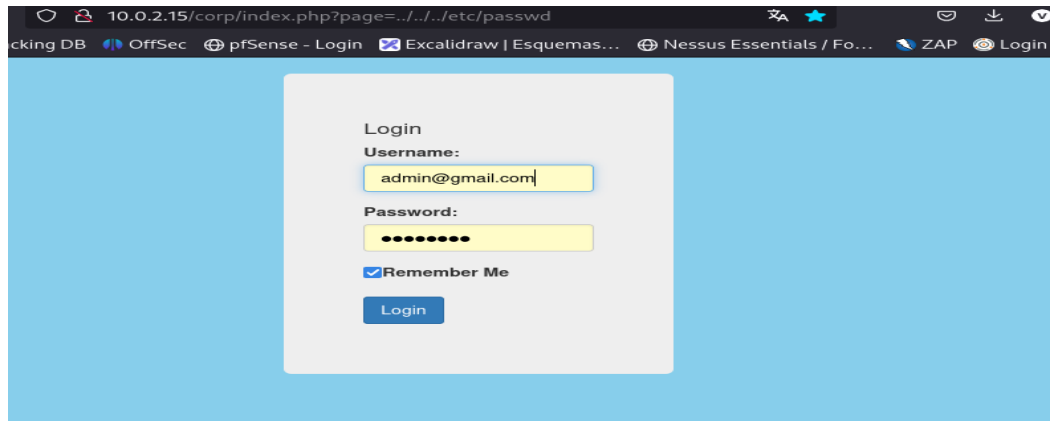 10.0.2.15/corp/index.php?page=../../../etc/passwd
cking DB OffSec pfSense - Login Excalidraw | Esquemas... Nessus Essentials / Fo... ZAP Login
Login
Username:
admin@gmail.com
Password:
Remember Me
Login